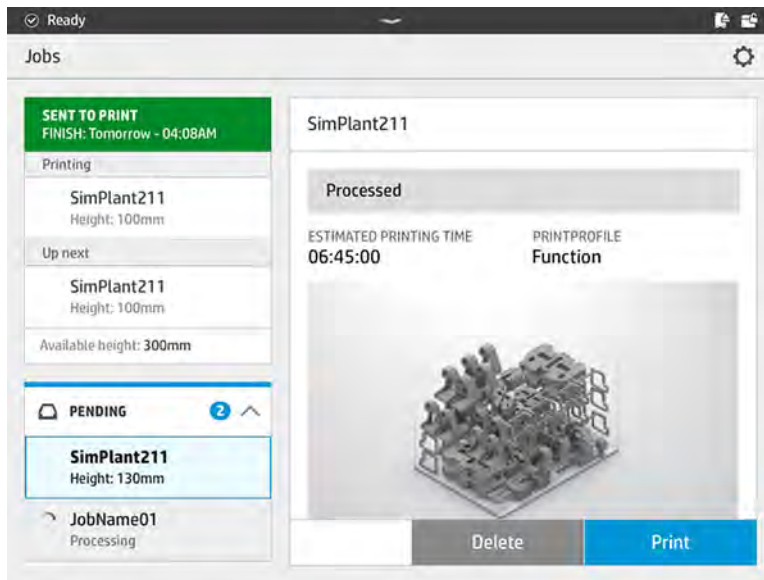 Ready
Jobs
SENT TO PRINT
FINISH: Tomorrow - 04:08AM
Printing
SimPlant211
Height: 100mm
Up next
SimPlant211
Height: 100mm
Available height: 300mm
PENDING 2
SimPlant211
Height: 130mm
JobName01
Processing
SimPlant211
Processed
ESTIMATED PRINTING TIME PRINTPROFILE
06:45:00 Function
Delete Print